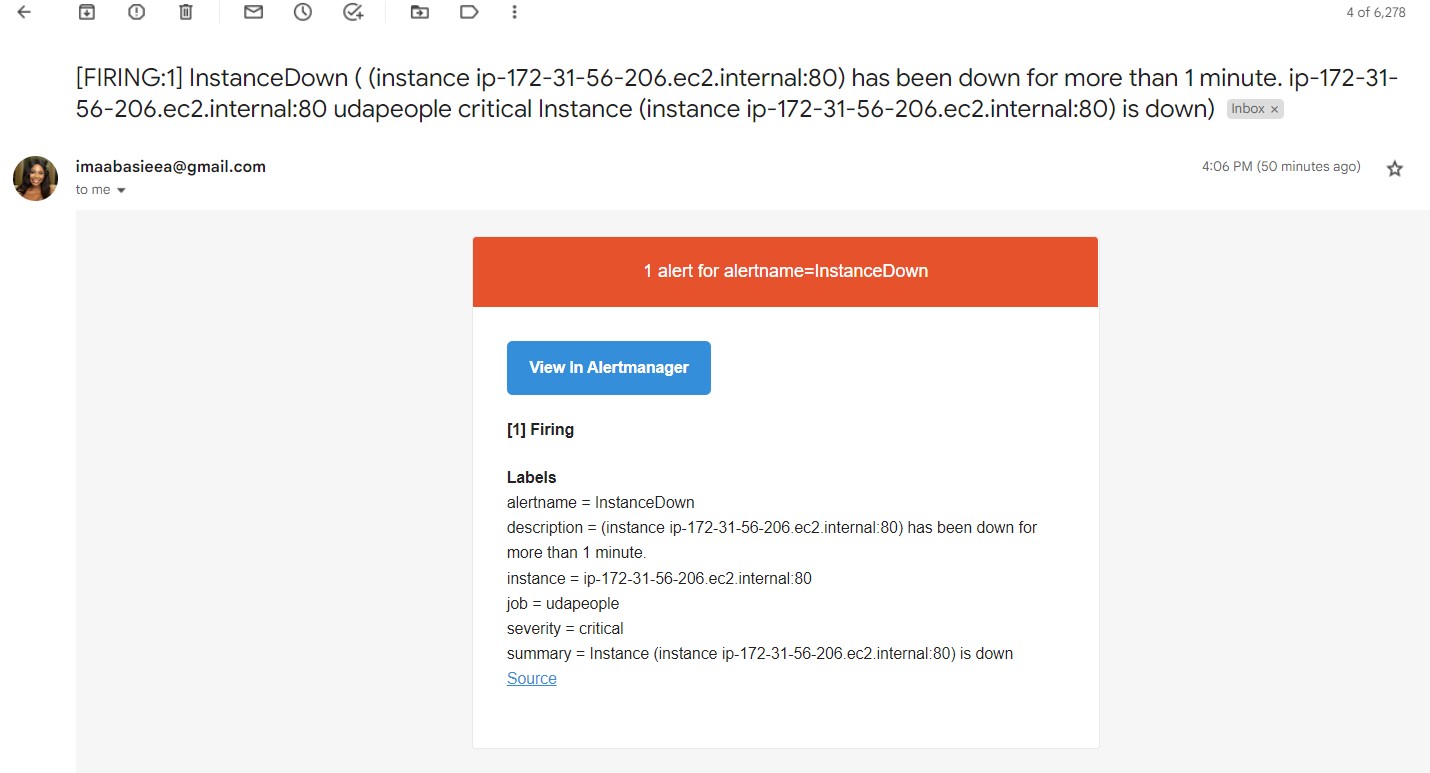 4 of 6,278
[FIRING:1] InstanceDown ( (instance ip-172-31-56-206.ec2.internal:80) has been down for more than 1 minute. ip-172-31-
56-206.ec2.internal:80 udapeople critical Instance (instance ip-172-31-56-206.ec2.internal:80) is down) Inbox ×
imaabasieea@gmail.com
4:06 PM (50 minutes ago)
to me
1 alert for alertname=InstanceDown
View In Alertmanager
[1] Firing
Labels
alertname = InstanceDown
description = (instance ip-172-31-56-206.ec2.internal:80) has been down for
more than 1 minute.
instance = ip-172-31-56-206.ec2.internal:80
job = udapeople
severity = critical
summary = Instance (instance ip-172-31-56-206.ec2.internal:80) is down
Source